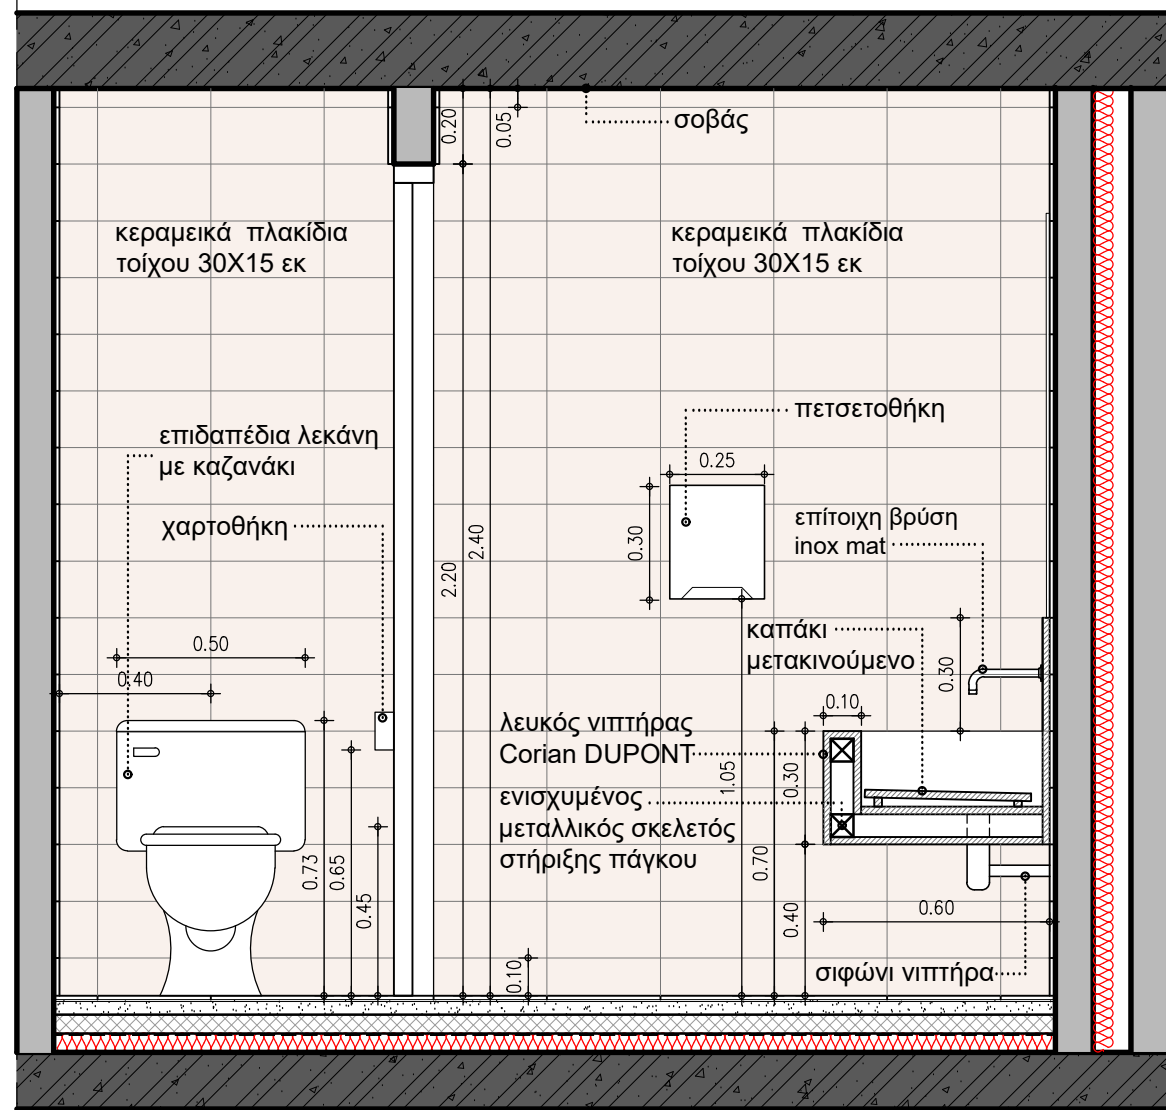 0.20
0.05
σοβάς
κεραμεικά πλακίδια
τοίχου 30Χ15 εκ
κεραμεικά πλακίδια
τοίχου 30Χ15 εκ
πετσετοθήκη
επιδαπέδια λεκάνη
με καζανάκι
0.25
χαρτοθήκη
επίτοιχη βρύση
inox mat
0.30
2.40
2.20
0.50
0.40
καπάκι
μετακινούμενο
0.30
0.10
λευκός νιπτήρας
Corian DUPONT
1.05
0.30
ενισχυμένος
μεταλλικός σκελετός
στήριξης πάγκου
0.73
0.65
0.45
0.70
0.40
0.60
0.10
σιφώνι νιπτήρα